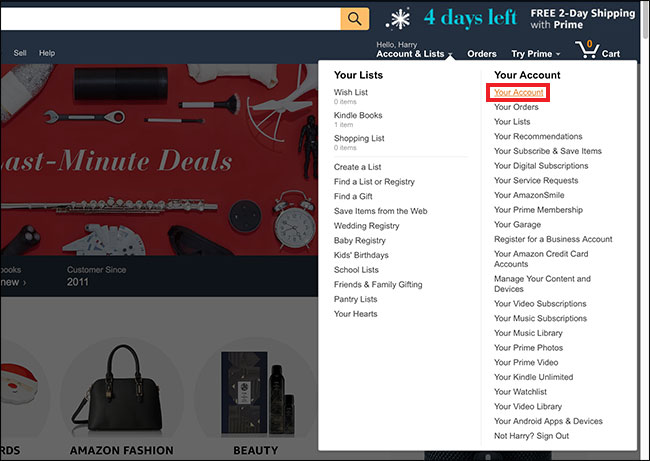 4 days left
FREE 2-Day Shipping
with Prime
Sell
Help
Hello, Harry
Account & Lists
Orders
Try Prime
0
Cart
Last-Minute Deals
ooks
new ›
Customer Since
2011
RDS
AMAZON FASHION
BEAUTY
Your Lists
Wish List
0 items
Kindle Books
1 item
Shopping List
0 items
Create a List
Find a List or Registry
Find a Gift
Save Items from the Web
Wedding Registry
Baby Registry
Kids' Birthdays
School Lists
Friends & Family Gifting
Pantry Lists
Your Hearts
Your Account
Your Account
Your Orders
Your Lists
Your Recommendations
Your Subscribe & Save Items
Your Digital Subscriptions
Your Service Requests
Your AmazonSmile
Your Prime Membership
Your Garage
Register for a Business Account
Your Amazon Credit Card
Accounts
Manage Your Content and
Devices
Your Video Subscriptions
Your Music Subscriptions
Your Music Library
Your Prime Photos
Your Prime Video
Your Kindle Unlimited
Your Watchlist
Your Video Library
Your Android Apps & Devices
Not Harry? Sign Out